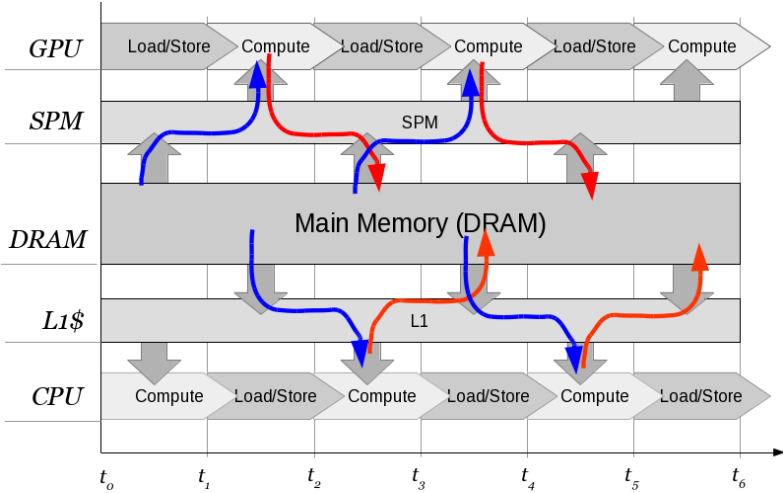 GPU Load/Store Compute Load/Store Compute Load/Store Compute
SPM SPM
DRAM Main Memory (DRAM)
L1$ L1
CPU Compute Load/Store Compute Load/Store Compute Load/Store
t0 t1 t2 t3 t4 t5 t6